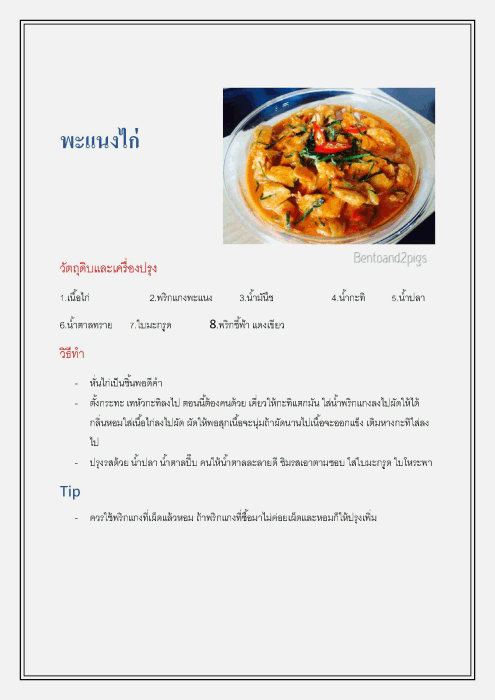 พะแนงไก่
Bentoand2pigs
วัตถุดิบและเครื่องปรุง
1.เนื้อไก่ 2.พริกแกงพะแนง 3.น้ำมันพืช 4.น้ำกะทิ 5.น้ำปลา
6.น้ำตาลทราย 7.ใบมะกรูด 8.พริกชี้ฟ้า แดงเขียว
วิธีทำ
- หั่นไก่เป็นชิ้นพอดีคำ
- ตั้งกระทะ เทหัวกะทิลงไป ตอนนี้ต้องคนด้วย เคี่ยวให้กะทิแตกมัน ใส่น้ำพริกแกงลงไปผัดให้ได้
กลิ่นหอมใส่เนื้อไก่ลงไปผัด ผัดให้พอสุกเนื้อจะนุ่มถ้าผัดนานไปเนื้อจะออกแข็ง เติมหางกะทิใส่ลง
ไป
- ปรุงรสด้วย น้ำปลา น้ำตาลปี๊บ คนให้น้ำตาลละลายดี ชิมรสเอาตามชอบ ใส่ใบมะกรูด ใบโหระพา
Tip
- ควรใช้พริกแกงที่เผ็ดแล้วหอม ถ้าพริกแกงที่ซื้อมาไม่ค่อยเผ็ดและหอมก็ให้ปรุงเพิ่ม